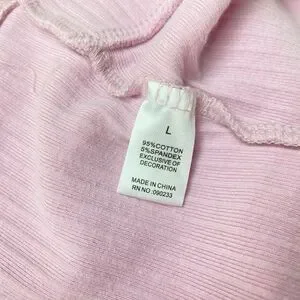 L
95%COTTON
5%SPANDEX
EXCLUSIVE OF
DECORATION
MADE IN CHINA
RN NO:090233